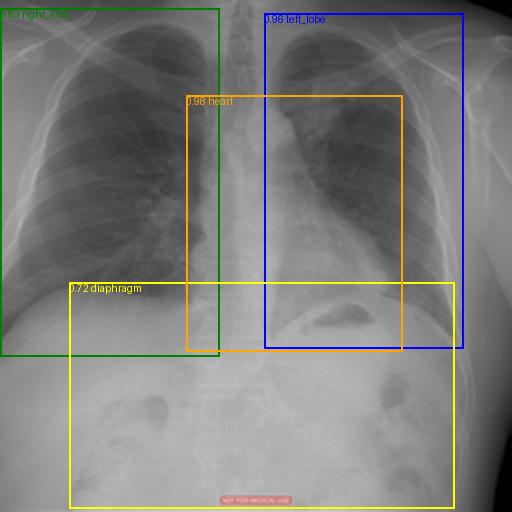 0.93 right_lobe
0.96 left_lobe
0.98 heart
0.72 diaphragm
NOT FOR MEDICAL USE